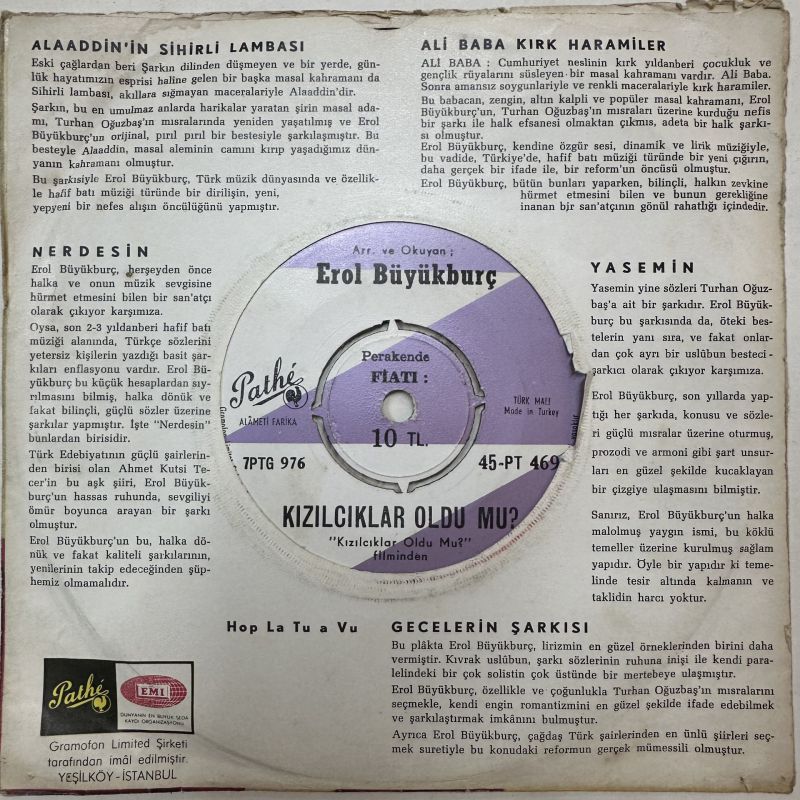 ALAADDİN'İN SİHİRLİ LAMBASI
Eski çağlardan beri Şarkın dilinden düşmeyen ve bir yerde, gün-
lük hayatımızın esprisi haline gelen bir başka masal kahramanı da
Sihirli lambası, akıllara sığmayan maceralariyle Alaaddin'dir.
Şarkın, bu en umulmaz anlarda harikalar yaratan şirin masal ada-
mı, Turhan Oğuzbaş'ın mısralarında yeniden yaşatılmış ve Erol
Büyükburç'un orijinal, pırıl pırıl bir bestesiyle şarkılaşmıştır. Bu
besteyle Alaaddin, masal aleminin camını kırıp yaşadığımız dün-
yanın kahramanı olmuştur.
Bu şarkısiyle Erol Büyükburç, Türk müzik dünyasında ve özellik-
le hafif batı müziği türünde bir dirilişin, yeni,
yepyeni bir nefes alışın öncülüğünü yapmıştır.
ALİ BABA KIRK HARAMİLER
ALİ BABA : Cumhuriyet neslinin kırk yıldanberi çocukluk ve
gençlik rüyalarını süsleyen bir masal kahramanı vardır. Ali Baba.
Sonra amansız soygunlariyle ve renkli maceralariyle kırk haramiler.
Bu babacan, zengin, altın kalpli ve popüler masal kahramanı, Erol
Büyükburç'un, Turhan Oğuzbaş'ın mısraları üzerine kurduğu nefis
bir şarkı ile halk efsanesi olmaktan çıkmıs, adeta bir halk şarkı-
sı olmuştur.
Erol Büyükburç, kendine özgür sesi, dinamik ve lirik müziğiyle,
bu vadide, Türkiye'de, hafif batı müziği türünde bir yeni çığırın,
daha gerçek bir ifade ile, bir reform'un öncüsü olmuştur.
Erol Büyükburç, bütün bunları yaparken, bilinçli, halkın zevkine
hürmet etmesini bilen ve bunun gerekliğine
inanan bir san'atçının gönül rahatlığı içindedir.
NERDESİN
Erol Büyükburç, herşeyden önce
halka ve onun müzik sevgisine
hürmet etmesini bilen bir san'atçı
olarak çıkıyor karşımıza.
Oysa, son 2-3 yıldanberi hafif batı
müziği alanında, Türkçe sözlerini
yetersiz kişilerin yazdığı basit şar-
kıları enflasyonu vardır. Erol Bü-
yükburç bu küçük hesaplardan sıy-
rılmasını bilmiş, halka dönük ve
fakat bilinçli, güçlü sözler üzerine
şarkılar yapmıştır. İşte "Nerdesin"
bunlardan birisidir.
Türk Edebiyatının güçlü şairlerin-
den birisi olan Ahmet Kutsi Te-
cer'in bu aşk şiiri, Erol Büyük-
burç'un hassas ruhunda, sevgiliyi
ömür boyunca arayan bir şarkı
olmuştur.
Erol Büyükburç'un bu, halka dö-
nük ve fakat kaliteli şarkılarının,
yenilerinin takip edeceğinden şüp-
hemiz olmamalıdır.
Arr. ve Okuyan ;
Erol Büyükburç
Perakende
FİATI :
10 TL.
Pathé
ALÂMETİ FARİKA
TÜRK MALI
Made in Turkey
7PTG 976
45-PT 469
KIZILCIKLAR OLDU MU?
"Kızılcıklar Oldu Mu?"
filminden
YASEMİN
Yasemin yine sözleri Turhan Oğuz-
baş'a ait bir şarkıdır. Erol Büyük-
burç bu şarkısında da, öteki bes-
telerin yanı sıra, ve fakat onlar-
dan çok ayrı bir uslûbun besteci -
şarkıcı olarak çıkıyor karşımıza.
Erol Büyükburç, son yıllarda yap-
tığı her şarkıda, konusu ve sözle-
ri güçlü mısralar üzerine oturmuş,
prozodi ve armoni gibi şart unsur-
ları en güzel şekilde kucaklayan
bir çizgiye ulaşmasını bilmiştir.
Sanırız, Erol Büyükburç'un halka
malolmuş yaygın ismi, bu köklü
temeller üzerine kurulmuş sağlam
yapıdır. Öyle bir yapıdır ki teme-
linde tesir altında kalmanın ve
taklidin harcı yoktur.
Hop La Tu a Vu
GECELERİN ŞARKISI
Bu plâkta Erol Büyükburç, lirizmin en güzel örneklerinden birini daha
vermiştir. Kıvrak uslûbun, şarkı sözlerinin ruhuna inişi ile kendi para-
lelindeki bir çok solistin çok üstünde bir mertebeye ulaşmıştır.
Erol Büyükburç, özellikle ve çoğunlukla Turhan Oğuzbaş'ın mısralarını
seçmekle, kendi engin romantizmini en güzel şekilde ifade edebilmek
ve şarkılaştırmak imkânını bulmuştur.
Ayrıca Erol Büyükburç, çağdaş Türk şairlerinden en ünlü şiirleri seç-
mek suretiyle bu konudaki reformun gerçek mümessili olmuştur.
Pathé
EMI
DÜNYANIN EN BÜYÜK SEDA
KAYDI ORGANİZASYONU
Gramofon Limited Şirketi
tarafından imâl edilmiştir.
YEŞİLKÖY - İSTANBUL